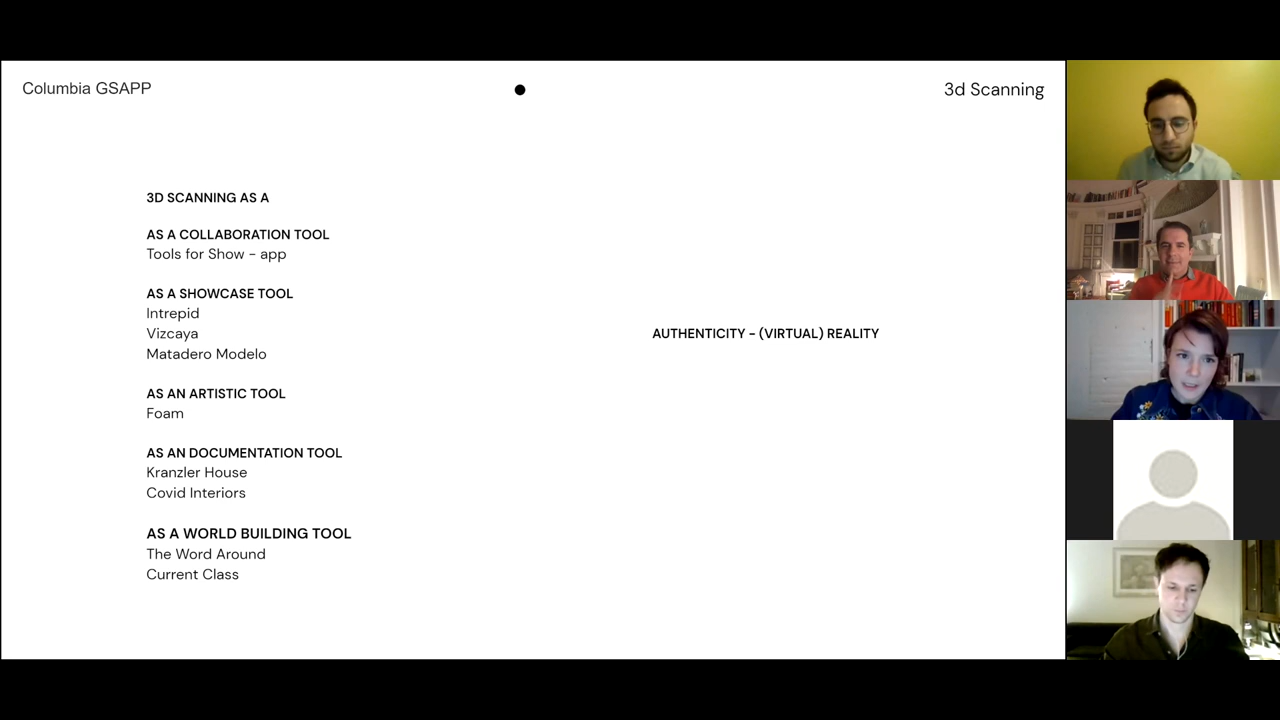 Columbia GSAPP
3d Scanning
3D SCANNING AS A
AS A COLLABORATION TOOL
Tools for Show - app
AS A SHOWCASE TOOL
Intrepid
Vizcaya
Matadero Modelo
AS AN ARTISTIC TOOL
Foam
AS AN DOCUMENTATION TOOL
Kranzler House
Covid Interiors
AS A WORLD BUILDING TOOL
The Word Around
Current Class
AUTHENTICITY - (VIRTUAL) REALITY